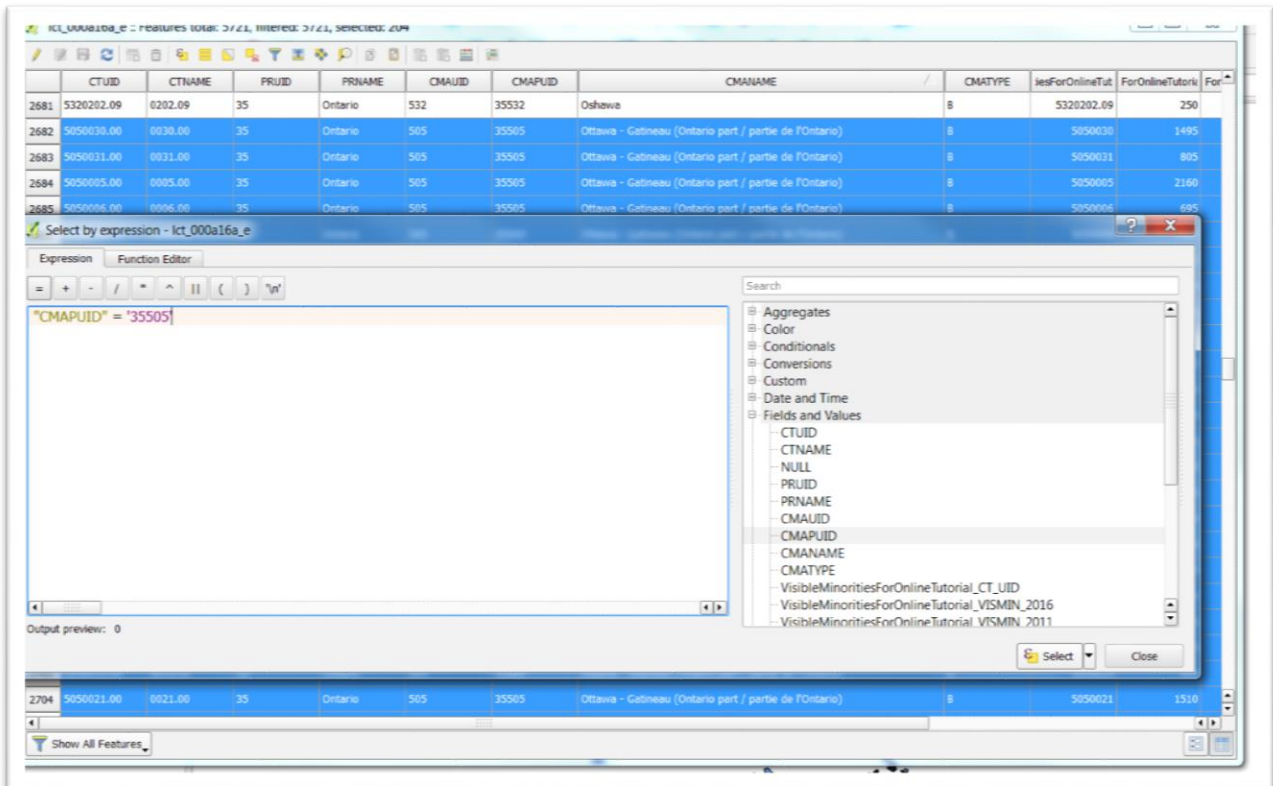 lct_000a16a_e :: Features total: 5721, filtered: 5721, selected: 204
CTUID CTNAME PRUID PRNAME CMAUID CMAPUID CMANAME CMATYPE iesForOnlineTut ForOnlineTutoria For
2681 5320202.09 0202.09 35 Ontario 532 35532 Oshawa B 5320202.09 250
2682 5050030.00 0030.00 35 Ontario 505 35505 Ottawa - Gatineau (Ontario part / partie de l'Ontario) B 5050030 1495
2683 5050031.00 0031.00 35 Ontario 505 35505 Ottawa - Gatineau (Ontario part / partie de l'Ontario) B 5050031 805
2684 5050005.00 0005.00 35 Ontario 505 35505 Ottawa - Gatineau (Ontario part / partie de l'Ontario) B 5050005 2160
2685 5050006.00 0006.00 35 Ontario 505 35505 Ottawa - Gatineau (Ontario part / partie de l'Ontario) B 5050006 695
Select by expression - lct_000a16a_e
Expression Function Editor
= + - / * ^ || ( ) '\n'
Search
"CMAPUID" = '35505'
Aggregates
Color
Conditionals
Conversions
Custom
Date and Time
Fields and Values
CTUID
CTNAME
NULL
PRUID
PRNAME
CMAUID
CMAPUID
CMANAME
CMATYPE
VisibleMinoritiesForOnlineTutorial_CT_UID
VisibleMinoritiesForOnlineTutorial_VISMIN_2016
VisibleMinoritiesForOnlineTutorial_VISMIN_2011
Output preview: 0
Select Close
2704 5050021.00 0021.00 35 Ontario 505 35505 Ottawa - Gatineau (Ontario part / partie de l'Ontario) B 5050021 1510
Show All Features